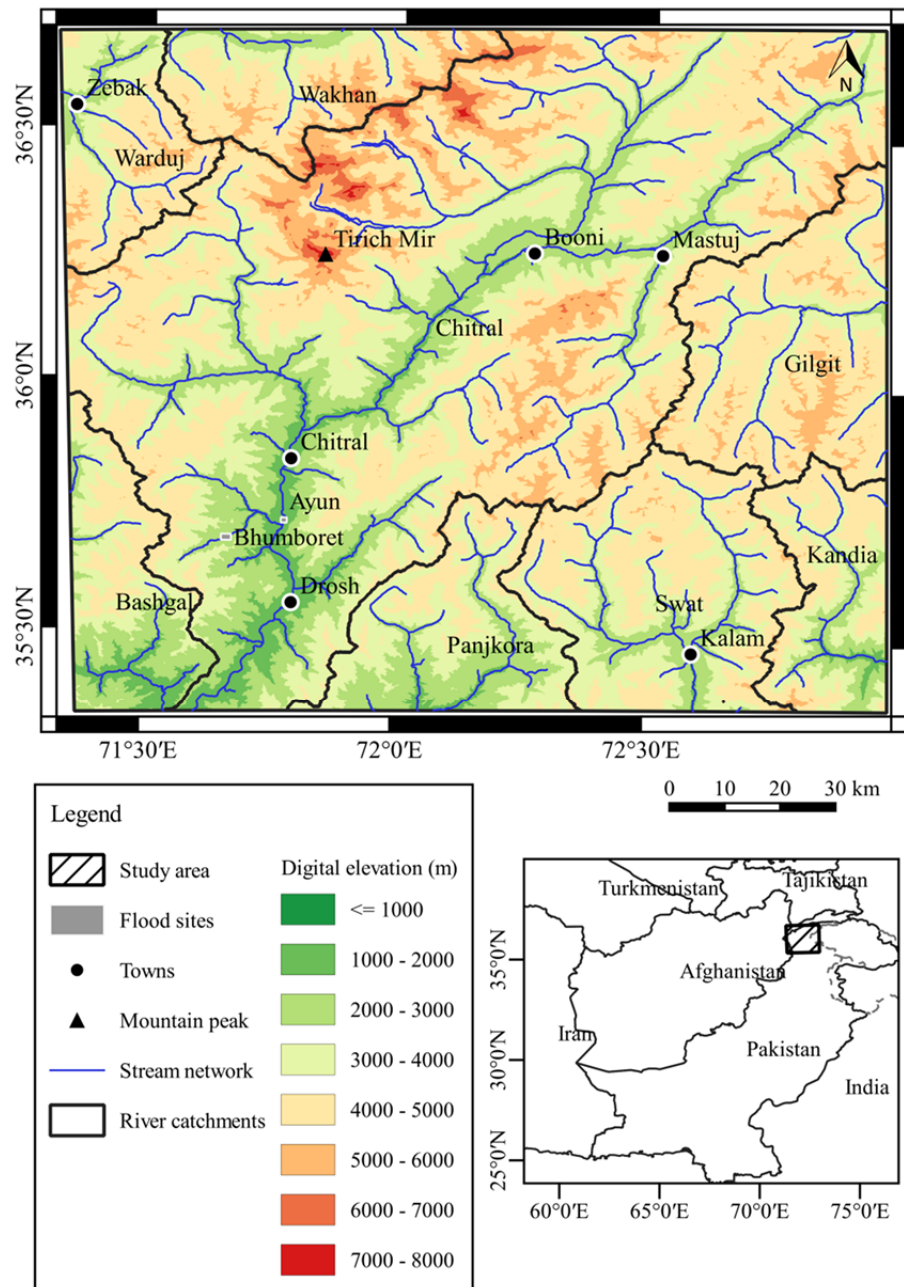 Zebak
Wakhan
N
36°30'N
Warduj
Tirich Mir
Booni
Mastuj
Chitral
36°0'N
Gilgit
Chitral
Ayun
Bhumboret
Kandia
Drosh
Bashgal
Swat
35°30'N
Panjkora
Kalam
71°30'E
72°0'E
72°30'E
0 10 20 30 km
Legend
Study area
Flood sites
Towns
Mountain peak
Stream network
River catchments
Digital elevation (m)
<= 1000
1000 - 2000
2000 - 3000
3000 - 4000
4000 - 5000
5000 - 6000
6000 - 7000
7000 - 8000
Turkmenistan
Tajikistan
35°0'N
Afghanistan
Iran
Pakistan
30°0'N
India
25°0'N
60°0'E
65°0'E
70°0'E
75°0'E